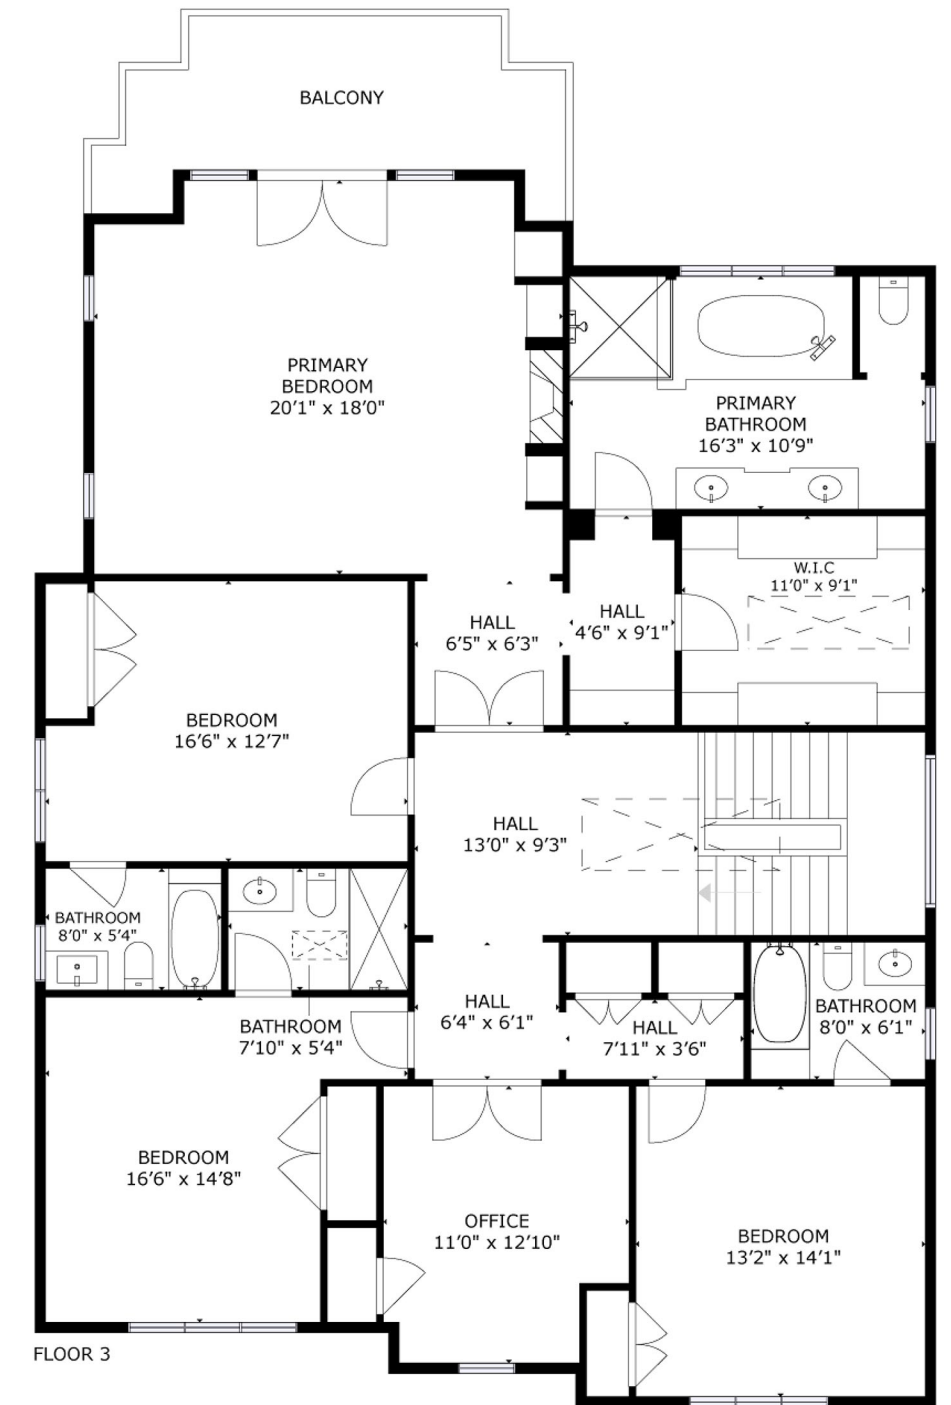 BALCONY
PRIMARY
BEDROOM
20'1" x 18'0"
PRIMARY
BATHROOM
16'3" x 10'9"
W.I.C
11'0" x 9'1"
HALL
6'5" x 6'3"
HALL
4'6" x 9'1"
BEDROOM
16'6" x 12'7"
HALL
13'0" x 9'3"
BATHROOM
8'0" x 5'4"
BATHROOM
7'10" x 5'4"
HALL
6'4" x 6'1"
HALL
7'11" x 3'6"
BATHROOM
8'0" x 6'1"
BEDROOM
16'6" x 14'8"
OFFICE
11'0" x 12'10"
BEDROOM
13'2" x 14'1"
FLOOR 3